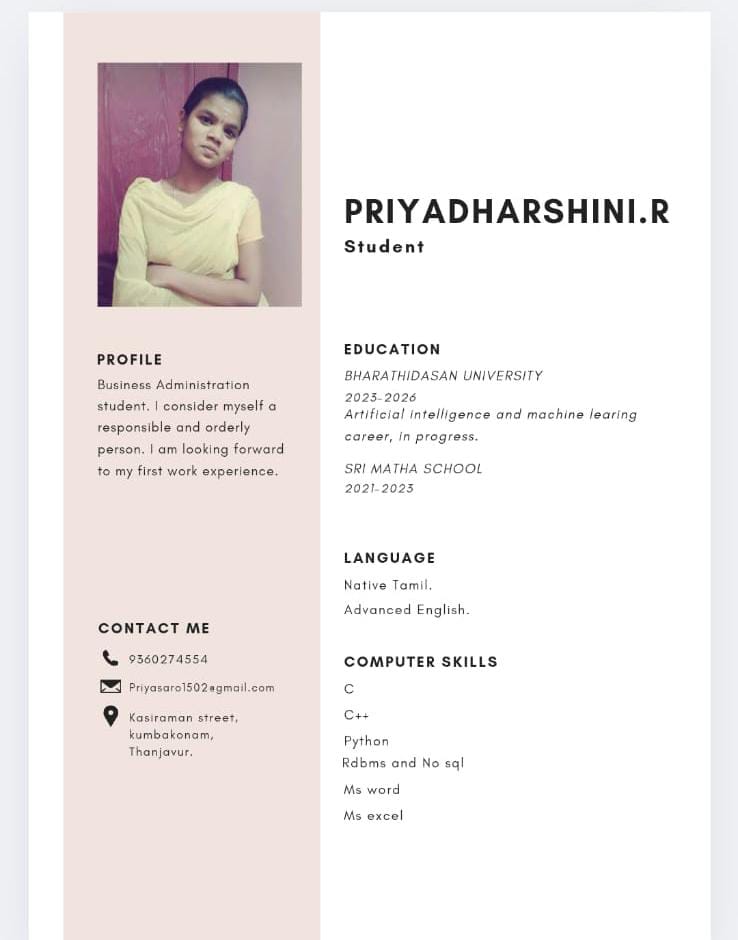 PRIYADHARSHINI.R
Student
PROFILE
Business Administration
student. I consider myself a
responsible and orderly
person. I am looking forward
to my first work experience.
CONTACT ME
9360274554
Priyasaro1502@gmail.com
Kasiraman street,
kumbakonam,
Thanjavur.
EDUCATION
BHARATHIDASAN UNIVERSITY
2023-2026
Artificial intelligence and machine learing
career, in progress.
SRI MATHA SCHOOL
2021-2023
LANGUAGE
Native Tamil.
Advanced English.
COMPUTER SKILLS
C
C++
Python
Rdbms and No sql
Ms word
Ms excel